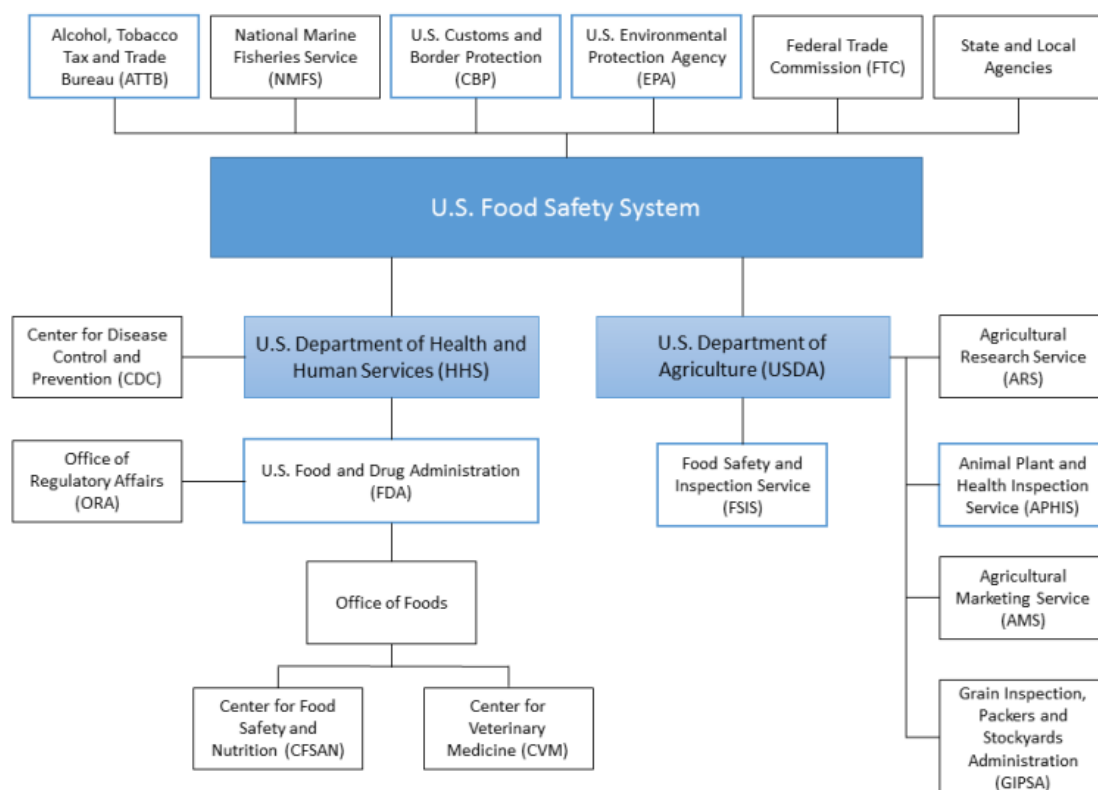 Alcohol, Tobacco
Tax and Trade
Bureau (ATTB)
National Marine
Fisheries Service
(NMFS)
U.S. Customs and
Border Protection
(CBP)
U.S. Environmental
Protection Agency
(EPA)
Federal Trade
Commission (FTC)
State and Local
Agencies
U.S. Food Safety System
Center for Disease
Control and
Prevention (CDC)
U.S. Department of Health and
Human Services (HHS)
U.S. Department of
Agriculture (USDA)
Agricultural
Research Service
(ARS)
Office of
Regulatory Affairs
(ORA)
U.S. Food and Drug Administration
(FDA)
Food Safety and
Inspection Service
(FSIS)
Animal Plant and
Health Inspection
Service (APHIS)
Office of Foods
Agricultural
Marketing Service
(AMS)
Center for Food
Safety and
Nutrition (CFSAN)
Center for
Veterinary
Medicine (CVM)
Grain Inspection,
Packers and
Stockyards
Administration
(GIPSA)